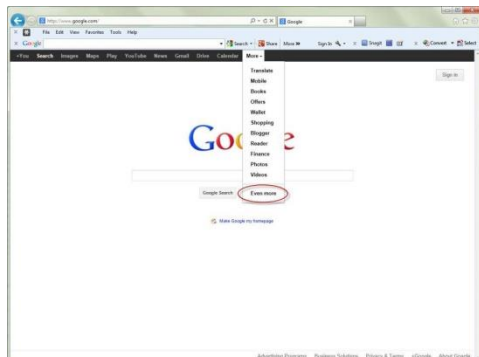 http://www.google.com/
Google
File Edit View Favorites Tools Help
Google
Search Share More »
Sign In
Snagit
Convert Select
+You Search Images Maps Play YouTube News Gmail Drive Calendar More
Translate
Mobile
Books
Offers
Wallet
Shopping
Blogger
Reader
Finance
Photos
Videos
Even more
Sign in
Google Search
Make Google my homepage
Advertising Programs Business Solutions Privacy & Terms +Google About Google